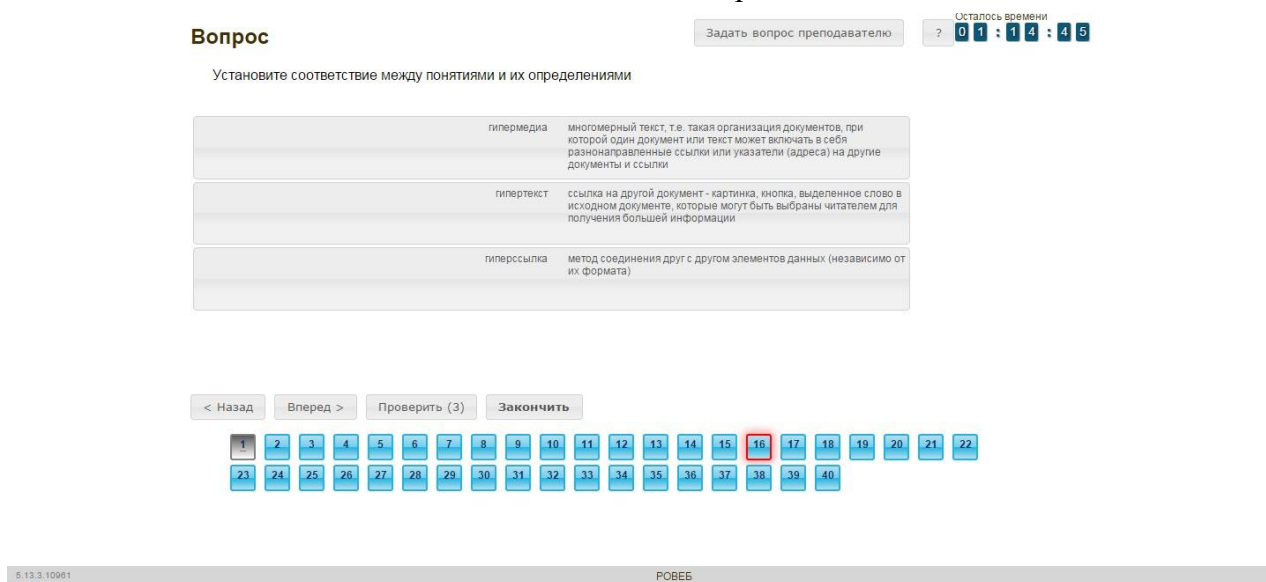 Осталось времени
Вопрос
Задать вопрос преподавателю
?
0 1 : 1 4 : 4 5
Установите соответствие между понятиями и их определениями
гипермедиа
многомерный текст, т.е. такая организация документов, при
которой один документ или текст может включать в себя
разнонаправленные ссылки или указатели (адреса) на другие
документы и ссылки
гипертекст
ссылка на другой документ - картинка, кнопка, выделенное слово в
исходном документе, которые могут быть выбраны читателем для
получения большей информации
гиперссылка
метод соединения друг с другом элементов данных (независимо от
их формата)
< Назад
Вперед >
Проверить (3)
Закончить
1 2 3 4 5 6 7 8 9 10 11 12 13 14 15 16 17 18 19 20 21 22
23 24 25 26 27 28 29 30 31 32 33 34 35 36 37 38 39 40
5.13.3.10961
РОВЕБ